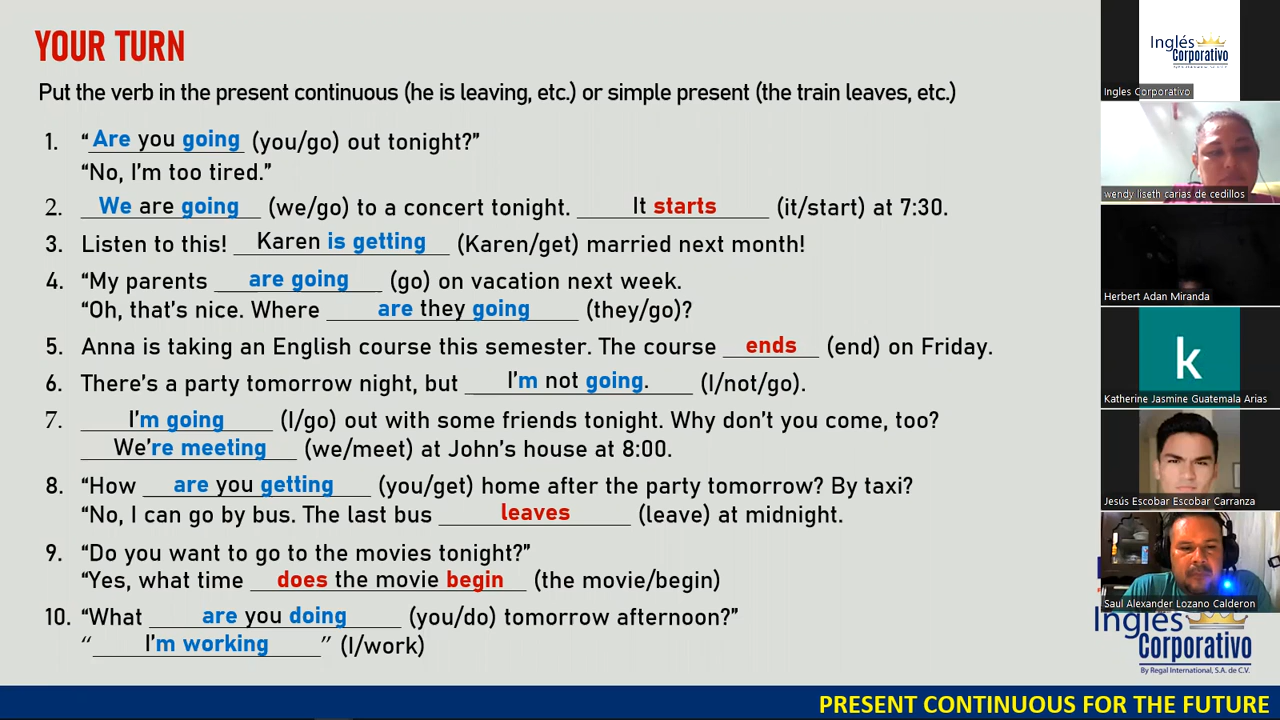 YOUR TURN
Put the verb in the present continuous (he is leaving, etc.) or simple present (the train leaves, etc.)
1. “Are you going (you/go) out tonight?”
“No, I’m too tired.”
2. We are going (we/go) to a concert tonight. It starts (it/start) at 7:30.
3. Listen to this! Karen is getting (Karen/get) married next month!
4. “My parents are going (go) on vacation next week.
“Oh, that’s nice. Where are they going (they/go)?
5. Anna is taking an English course this semester. The course ends (end) on Friday.
6. There’s a party tomorrow night, but I’m not going. (I/not/go).
7. I’m going (I/go) out with some friends tonight. Why don’t you come, too?
We’re meeting (we/meet) at John’s house at 8:00.
8. “How are you getting (you/get) home after the party tomorrow? By taxi?
“No, I can go by bus. The last bus leaves (leave) at midnight.
9. “Do you want to go to the movies tonight?”
“Yes, what time does the movie begin (the movie/begin)
10. “What are you doing (you/do) tomorrow afternoon?”
“ I’m working ” (I/work)
Inglés
Corporativo
Ingles Corporativo
wendy liseth carias de cedillos
Herbert Adan Miranda
k
Katherine Jasmine Guatemala Arias
Jesús Escobar Escobar Carranza
Saul Alexander Lozano Calderon
Inglés
Corporativo
By Regal International, S.A. de C.V.
PRESENT CONTINUOUS FOR THE FUTURE